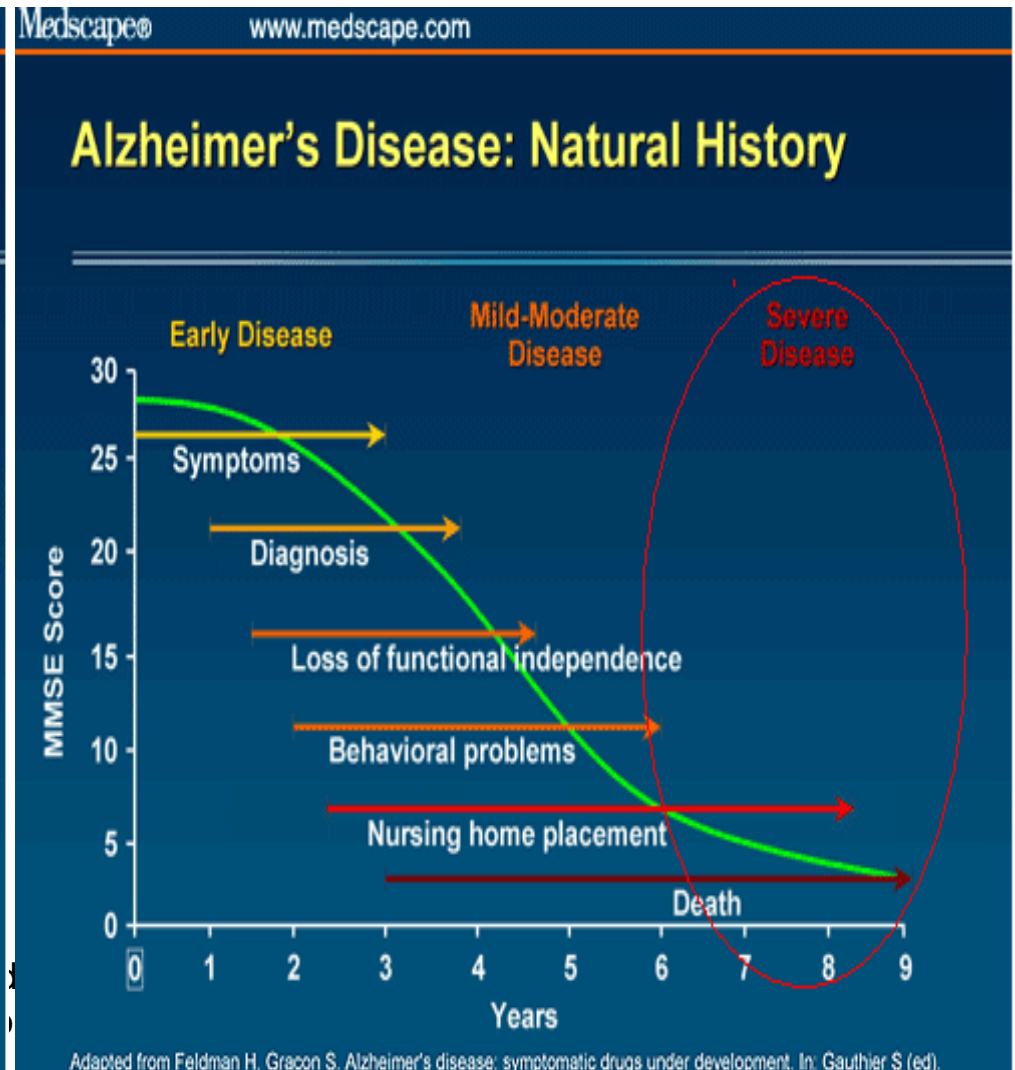 Medscape® www.medscape.com
Alzheimer's Disease: Natural History
Early Disease
Mild-Moderate
Disease
Severe
Disease
MMSE Score
30
25
20
15
10
5
0
Symptoms
Diagnosis
Loss of functional independence
Behavioral problems
Nursing home placement
Death
0 1 2 3 4 5 6 7 8 9
Years
Adapted from Feldman H, Gracon S. Alzheimer's disease: symptomatic drugs under development. In: Gauthier S (ed).